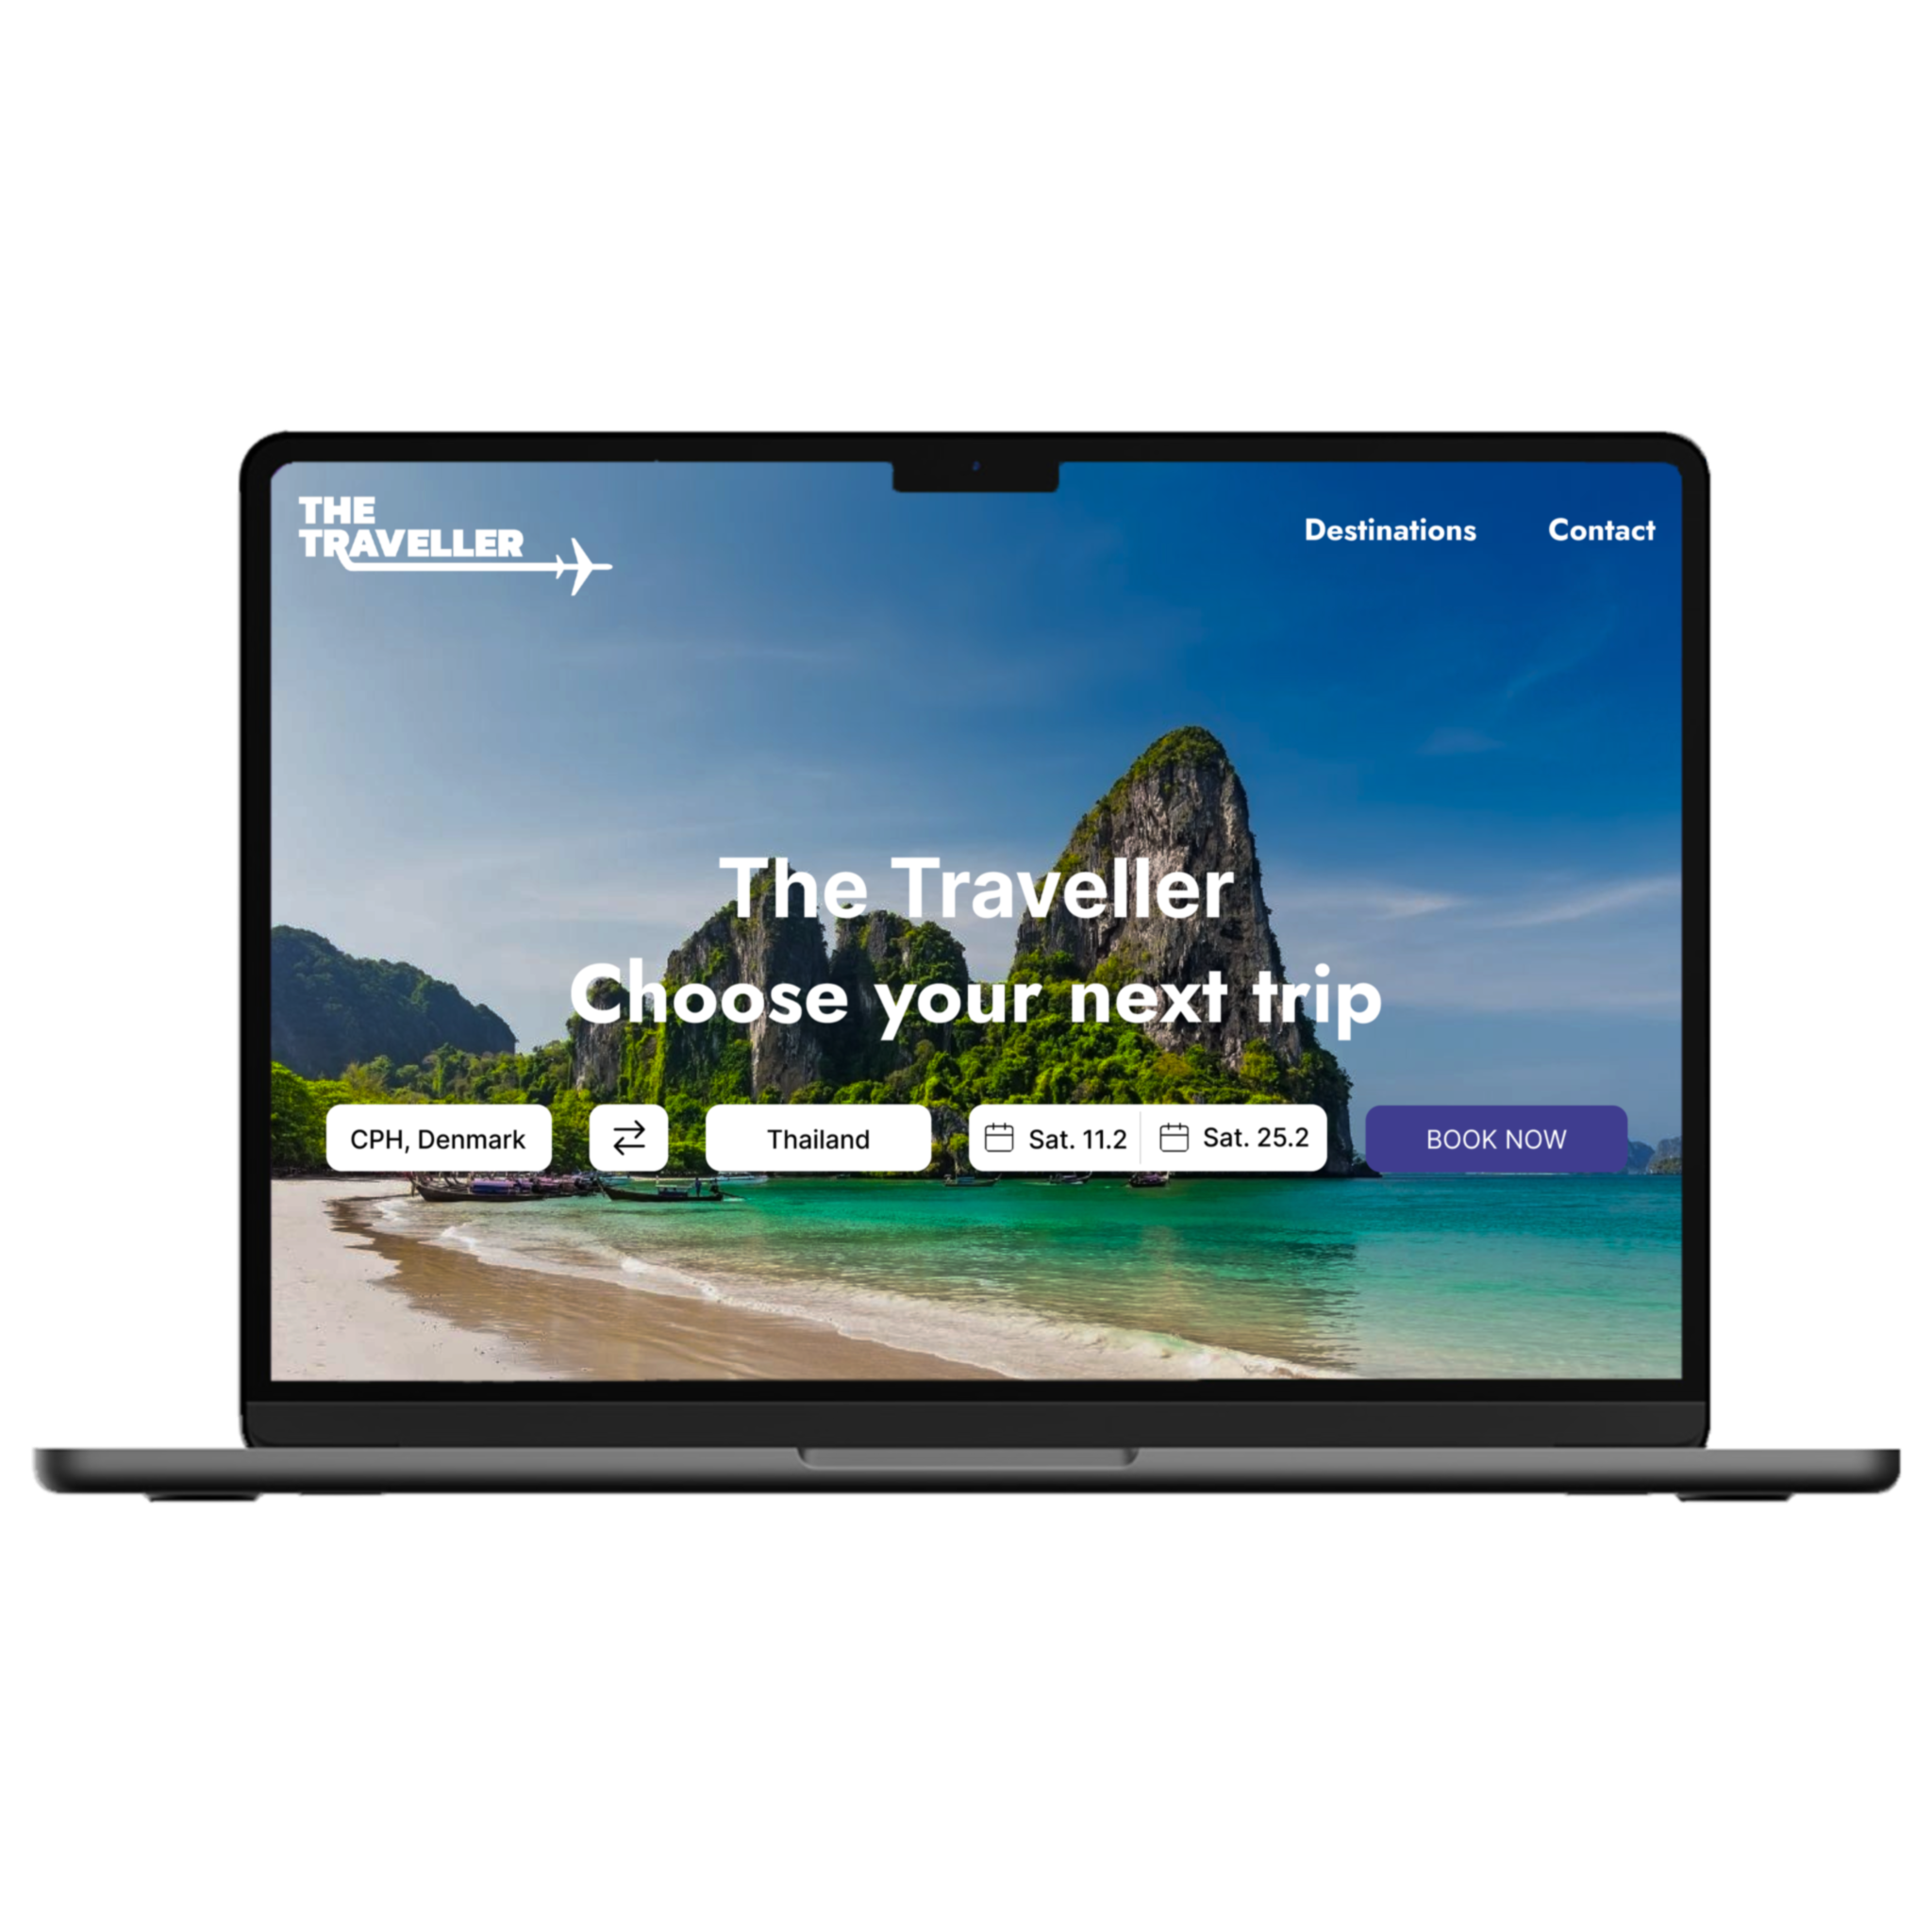 THE
TRAVELLER
Destinations Contact
The Traveller
Choose your next trip
CPH, Denmark Thailand Sat. 11.2 Sat. 25.2 BOOK NOW